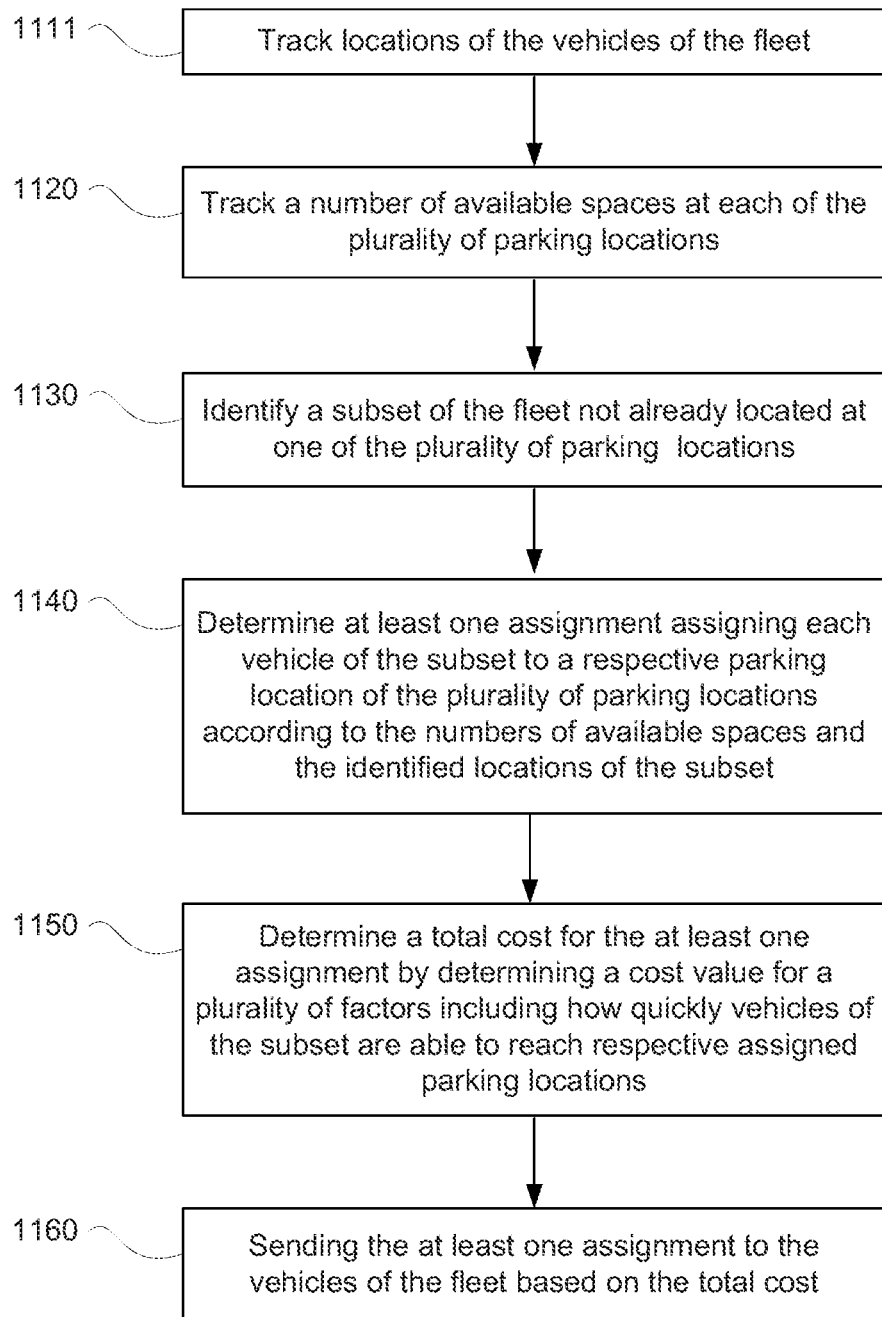 1111
Track locations of the vehicles of the fleet
1120
Track a number of available spaces at each of the
plurality of parking locations
1130
Identify a subset of the fleet not already located at
one of the plurality of parking locations
1140
Determine at least one assignment assigning each
vehicle of the subset to a respective parking
location of the plurality of parking locations
according to the numbers of available spaces and
the identified locations of the subset
1150
Determine a total cost for the at least one
assignment by determining a cost value for a
plurality of factors including how quickly vehicles of
the subset are able to reach respective assigned
parking locations
1160
Sending the at least one assignment to the
vehicles of the fleet based on the total cost